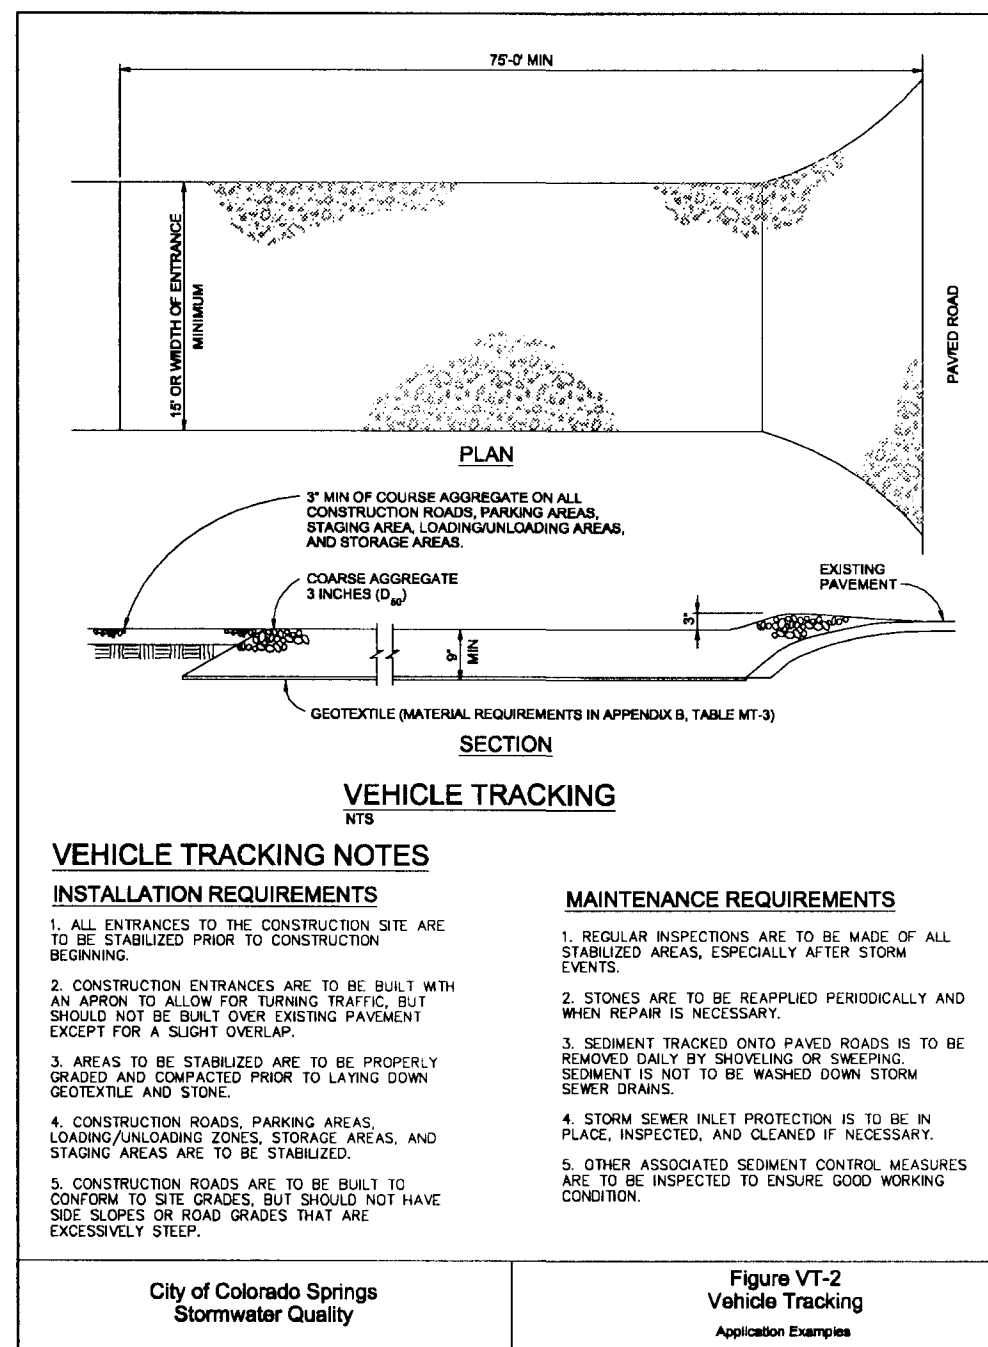 75'-0' MIN
15' OR WIDTH OF ENTRANCE
MINIMUM
PAVED ROAD
PLAN
3" MIN OF COURSE AGGREGATE ON ALL
CONSTRUCTION ROADS, PARKING AREAS,
STAGING AREA, LOADING/UNLOADING AREAS,
AND STORAGE AREAS.
COARSE AGGREGATE
3 INCHES (D50)
EXISTING
PAVEMENT
3"
9"
MIN
GEOTEXTILE (MATERIAL REQUIREMENTS IN APPENDIX B, TABLE MT-3)
SECTION
VEHICLE TRACKING
NTS
VEHICLE TRACKING NOTES
INSTALLATION REQUIREMENTS
1. ALL ENTRANCES TO THE CONSTRUCTION SITE ARE
TO BE STABILIZED PRIOR TO CONSTRUCTION
BEGINNING.
2. CONSTRUCTION ENTRANCES ARE TO BE BUILT WITH
AN APRON TO ALLOW FOR TURNING TRAFFIC, BUT
SHOULD NOT BE BUILT OVER EXISTING PAVEMENT
EXCEPT FOR A SLIGHT OVERLAP.
3. AREAS TO BE STABILIZED ARE TO BE PROPERLY
GRADED AND COMPACTED PRIOR TO LAYING DOWN
GEOTEXTILE AND STONE.
4. CONSTRUCTION ROADS, PARKING AREAS,
LOADING/UNLOADING ZONES, STORAGE AREAS, AND
STAGING AREAS ARE TO BE STABILIZED.
5. CONSTRUCTION ROADS ARE TO BE BUILT TO
CONFORM TO SITE GRADES, BUT SHOULD NOT HAVE
SIDE SLOPES OR ROAD GRADES THAT ARE
EXCESSIVELY STEEP.
MAINTENANCE REQUIREMENTS
1. REGULAR INSPECTIONS ARE TO BE MADE OF ALL
STABILIZED AREAS, ESPECIALLY AFTER STORM
EVENTS.
2. STONES ARE TO BE REAPPLIED PERIODICALLY AND
WHEN REPAIR IS NECESSARY.
3. SEDIMENT TRACKED ONTO PAVED ROADS IS TO BE
REMOVED DAILY BY SHOVELING OR SWEEPING.
SEDIMENT IS NOT TO BE WASHED DOWN STORM
SEWER DRAINS.
4. STORM SEWER INLET PROTECTION IS TO BE IN
PLACE, INSPECTED, AND CLEANED IF NECESSARY.
5. OTHER ASSOCIATED SEDIMENT CONTROL MEASURES
ARE TO BE INSPECTED TO ENSURE GOOD WORKING
CONDITION.
City of Colorado Springs
Stormwater Quality
Figure VT-2
Vehicle Tracking
Application Examples